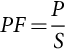 PF = P/S